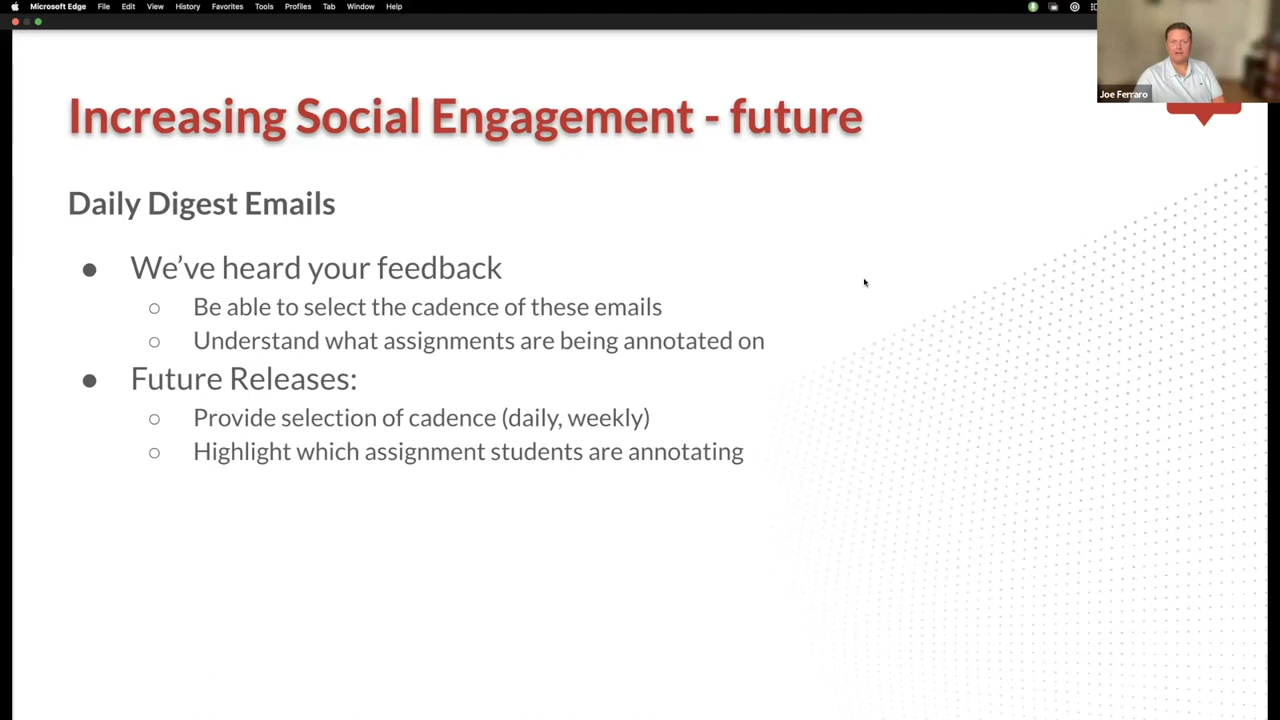 Microsoft Edge File Edit View History Favorites Tools Profiles Tab Window Help
Joe Ferraro
Increasing Social Engagement - future
Daily Digest Emails
● We’ve heard your feedback
○ Be able to select the cadence of these emails
○ Understand what assignments are being annotated on
● Future Releases:
○ Provide selection of cadence (daily, weekly)
○ Highlight which assignment students are annotating